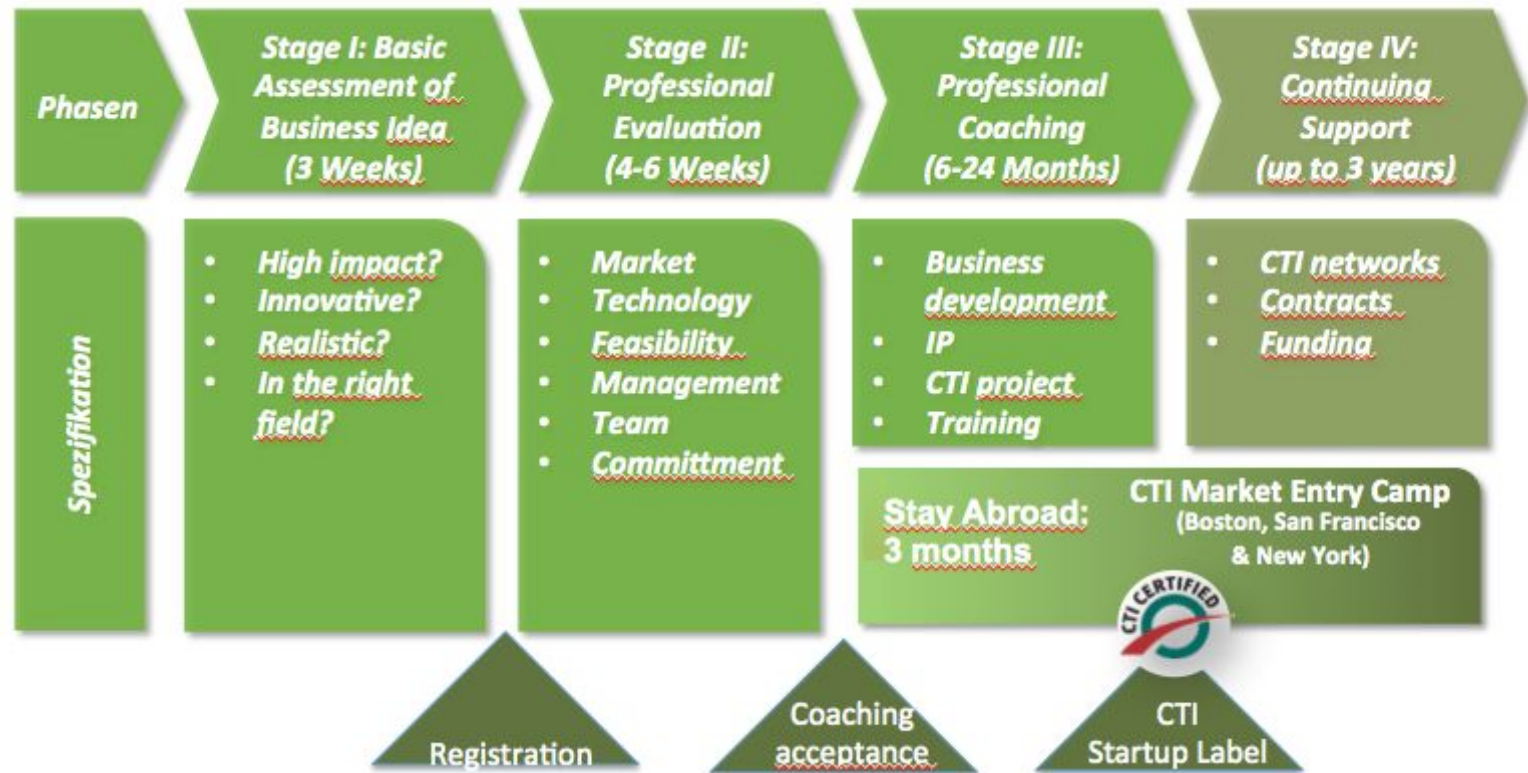 Phasen
Stage I: Basic
Assessment of
Business Idea
(3 Weeks)
Stage II:
Professional
Evaluation
(4-6 Weeks)
Stage III:
Professional
Coaching
(6-24 Months)
Stage IV:
Continuing
Support
(up to 3 years)
Spezifikation
• High impact?
• Innovative?
• Realistic?
• In the right
field?
• Market
• Technology
• Feasibility
• Management
• Team
• Committment
• Business
development
• IP
• CTI project
• Training
• CTI networks
• Contracts
• Funding
Stay Abroad:
3 months
CTI Market Entry Camp
(Boston, San Francisco
& New York)
CTI CERTIFIED
Registration
Coaching
acceptance
CTI
Startup Label